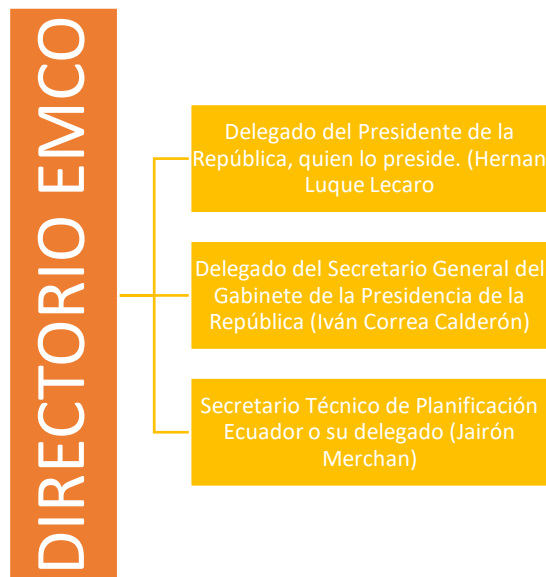 DIRECTORIO EMCO
Delegado del Presidente de la
República, quien lo preside. (Hernan
Luque Lecaro
Delegado del Secretario General del
Gabinete de la Presidencia de la
República (Iván Correa Calderón)
Secretario Técnico de Planificación
Ecuador o su delegado (Jairón
Merchan)